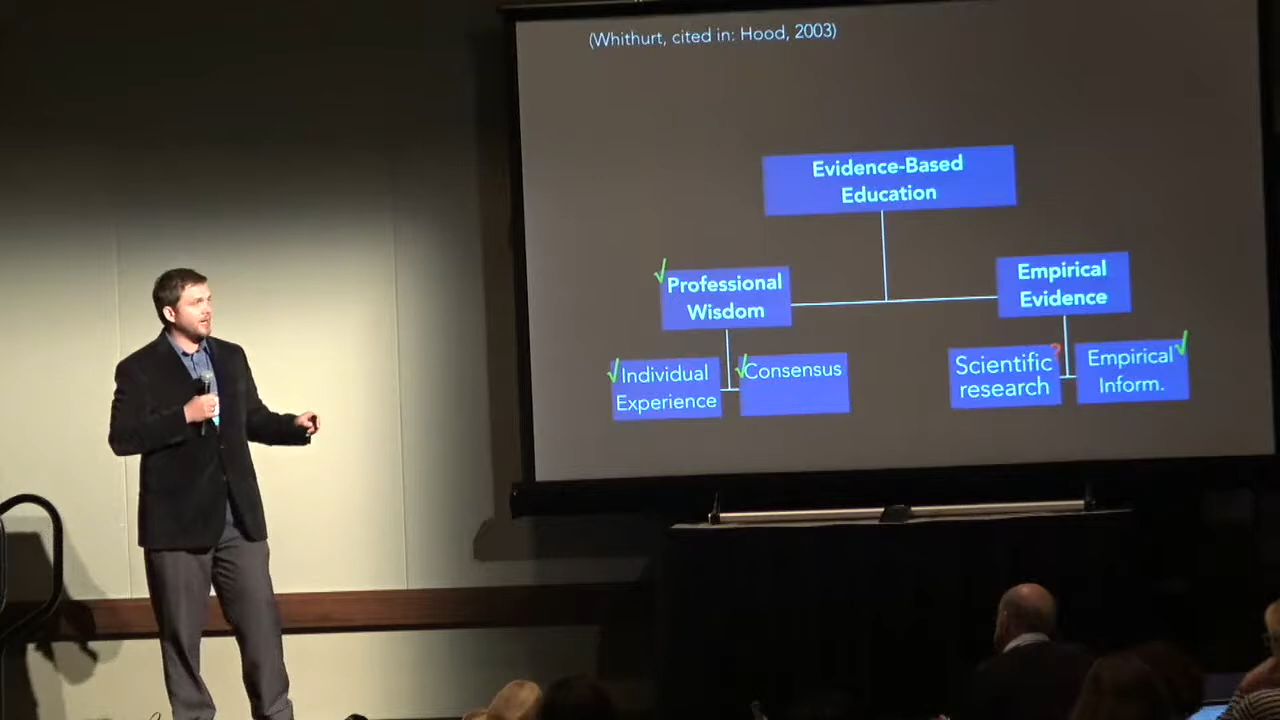 (Whithurt, cited in: Hood, 2003)
Evidence-Based
Education
Professional
Wisdom
Empirical
Evidence
Individual
Experience
Consensus
Scientific
research
Empirical
Inform.